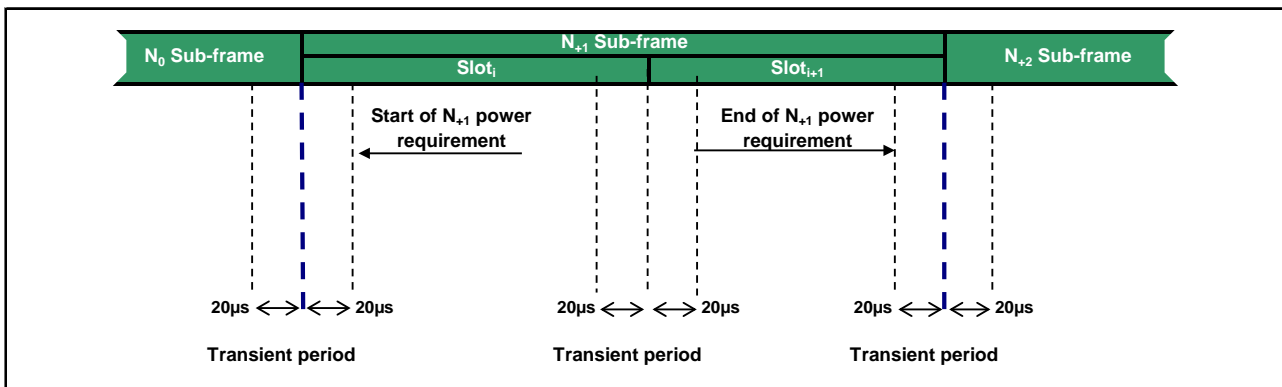 N+1 Sub-frame
N0 Sub-frame
N+2 Sub-frame
Sloti
Sloti+1
Start of N+1 power
requirement
End of N+1 power
requirement
20µs
20µs
20µs
20µs
20µs
20µs
Transient period
Transient period
Transient period